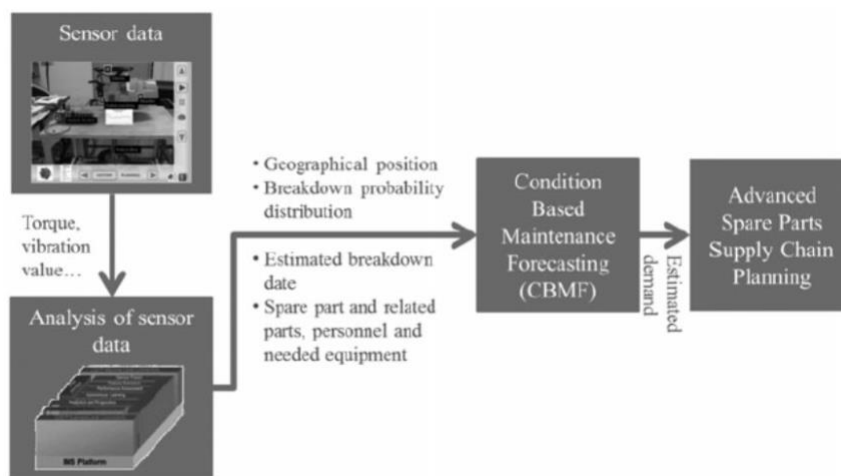 Sensor data
Torque,
vibration
value...
Analysis of sensor
data
IMS Platform
• Geographical position
• Breakdown probability
distribution
• Estimated breakdown
date
• Spare part and related
parts, personnel and
needed equipment
Condition
Based
Maintenance
Forecasting
(CBMF)
Estimated
demand
Advanced
Spare Parts
Supply Chain
Planning